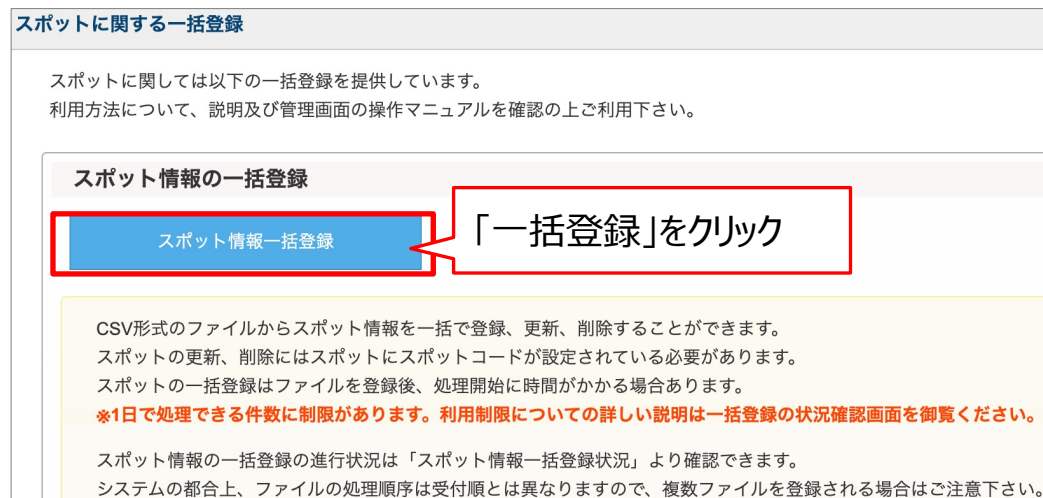 スポットに関する一括登録
スポットに関しては以下の一括登録を提供しています。
利用方法について、説明及び管理画面の操作マニュアルを確認の上ご利用下さい。
スポット情報の一括登録
スポット情報一括登録
「一括登録」をクリック
CSV形式のファイルからスポット情報を一括で登録、更新、削除することができます。
スポットの更新、削除にはスポットにスポットコードが設定されている必要があります。
スポットの一括登録はファイルを登録後、処理開始に時間がかかる場合あります。
※1日で処理できる件数に制限があります。利用制限についての詳しい説明は一括登録の状況確認画面を御覧ください。
スポット情報の一括登録の進行状況は「スポット情報一括登録状況」より確認できます。
システムの都合上、ファイルの処理順序は受付順とは異なりますので、複数ファイルを登録される場合はご注意下さい。